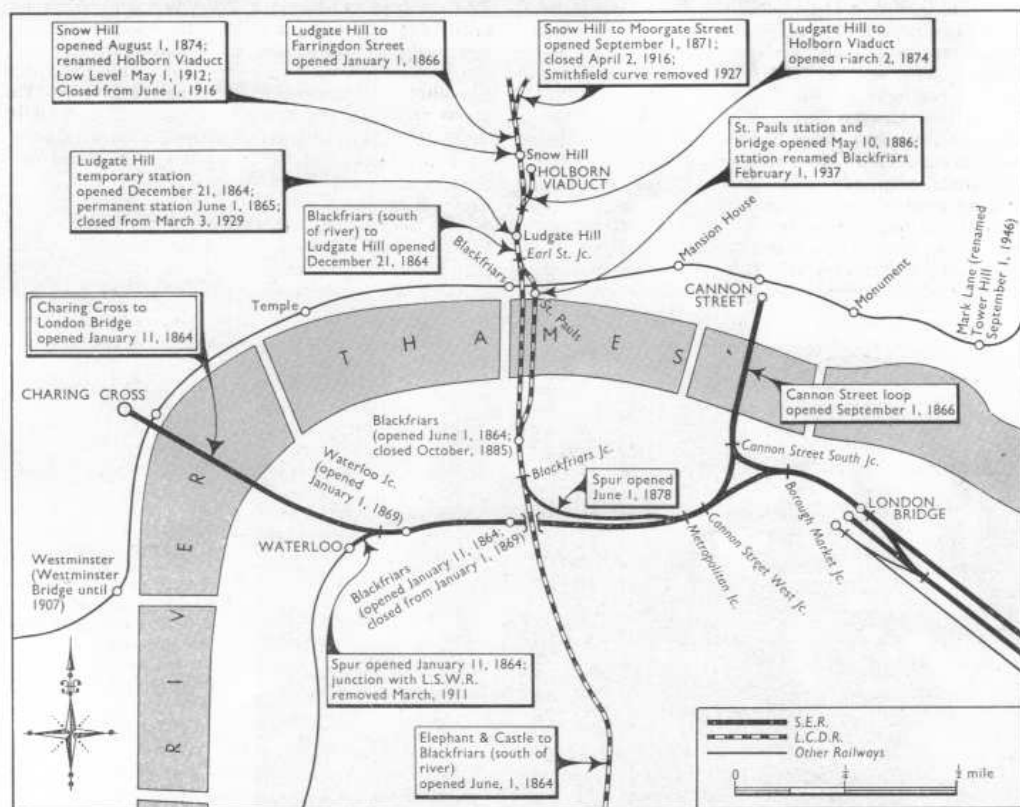 Snow Hill
opened August 1, 1874;
renamed Holborn Viaduct
Low Level May 1, 1912;
Closed from June 1, 1916
Ludgate Hill to
Farringdon Street
opened January 1, 1866
Snow Hill to Moorgate Street
opened September 1, 1871;
closed April 2, 1916;
Smithfield curve removed 1927
Ludgate Hill to
Holborn Viaduct
opened March 2, 1874
St. Pauls station and
bridge opened May 10, 1886;
station renamed Blackfriars
February 1, 1937
Ludgate Hill
temporary station
opened December 21, 1864;
permanent station June 1, 1865;
closed from March 3, 1929
Snow Hill
HOLBORN
VIADUCT
Blackfriars (south
of river) to
Ludgate Hill opened
December 21, 1864
Ludgate Hill
Earl St. Jc.
Blackfriars
St. Pauls
Mansion House
CANNON
STREET
Monument
Mark Lane (renamed
Tower Hill
September 1, 1946)
Temple
Charing Cross to
London Bridge
opened January 11, 1864
CHARING CROSS
RIVER THAMES
Cannon Street loop
opened September 1, 1866
Blackfriars
(opened June 1, 1864;
closed October, 1885)
Blackfriars Jc.
Cannon Street South Jc.
Spur opened
June 1, 1878
Waterloo Jc.
(opened
January 1, 1869)
WATERLOO
Blackfriars
(opened January 11, 1864;
closed from January 1, 1869)
Metropolitan Jc.
Cannon Street West Jc.
Borough Market Jc.
LONDON
BRIDGE
Westminster
(Westminster
Bridge until
1907)
Spur opened January 11, 1864;
junction with L.S.W.R.
removed March, 1911
Elephant & Castle to
Blackfriars (south of
river)
opened June, 1, 1864
S.E.R.
L.C.D.R.
Other Railways
0 ¼ ½ mile